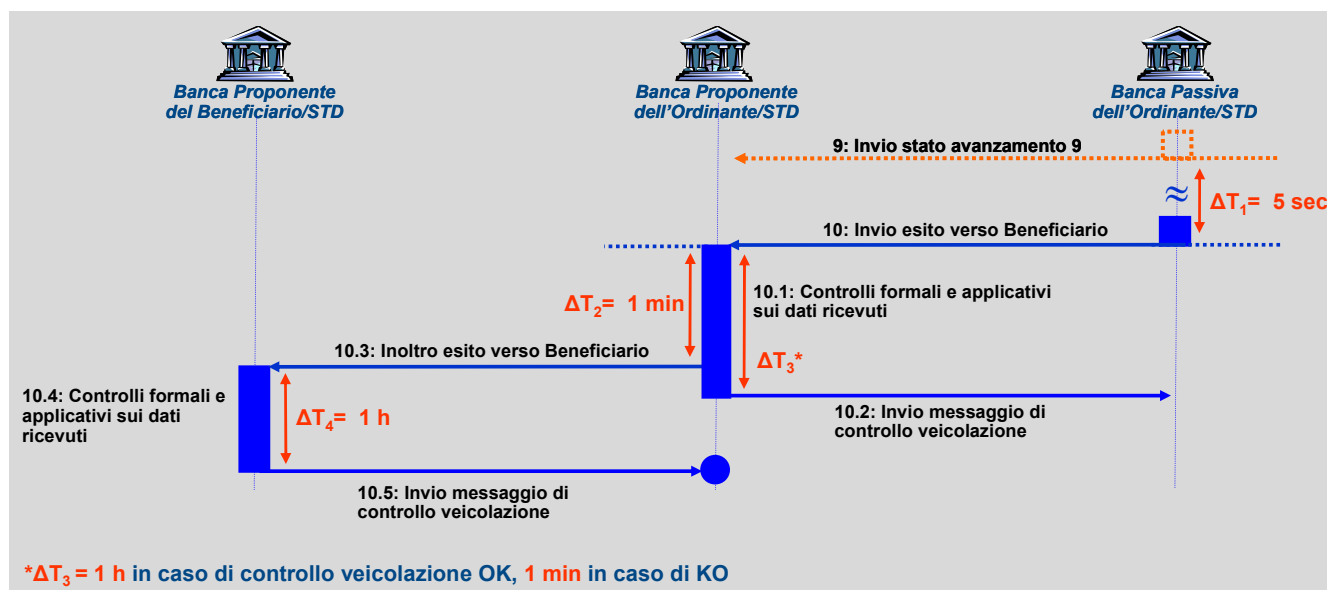 Banca Proponente
del Beneficiario/STD
Banca Proponente
dell'Ordinante/STD
Banca Passiva
dell'Ordinante/STD
9: Invio stato avanzamento 9
≈
ΔT1= 5 sec
10: Invio esito verso Beneficiario
ΔT2= 1 min
10.1: Controlli formali e applicativi
sui dati ricevuti
10.3: Inoltro esito verso Beneficiario
ΔT3*
10.4: Controlli formali e
applicativi sui dati
ricevuti
ΔT4= 1 h
10.2: Invio messaggio di
controllo veicolazione
10.5: Invio messaggio di
controllo veicolazione
*ΔT3 = 1 h in caso di controllo veicolazione OK, 1 min in caso di KO